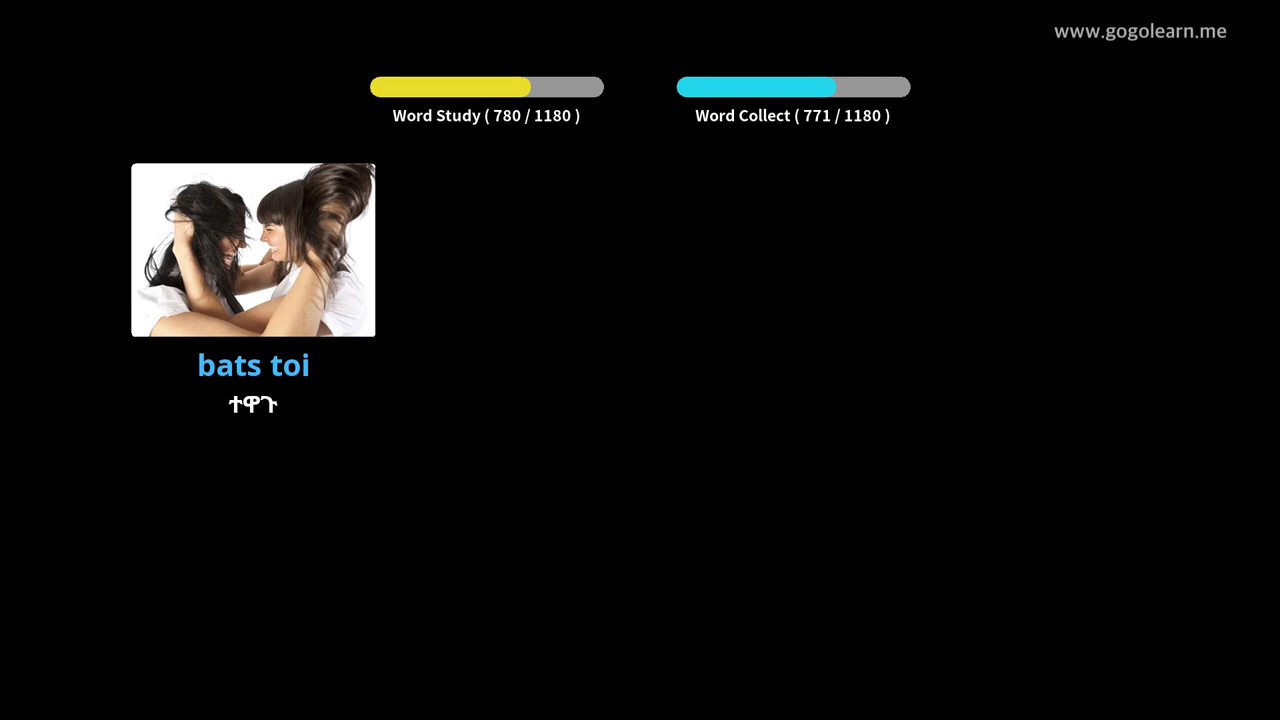 www.gogolearn.me
Word Study ( 780 / 1180 )
Word Collect ( 771 / 1180 )
bats toi
ተዋጉ